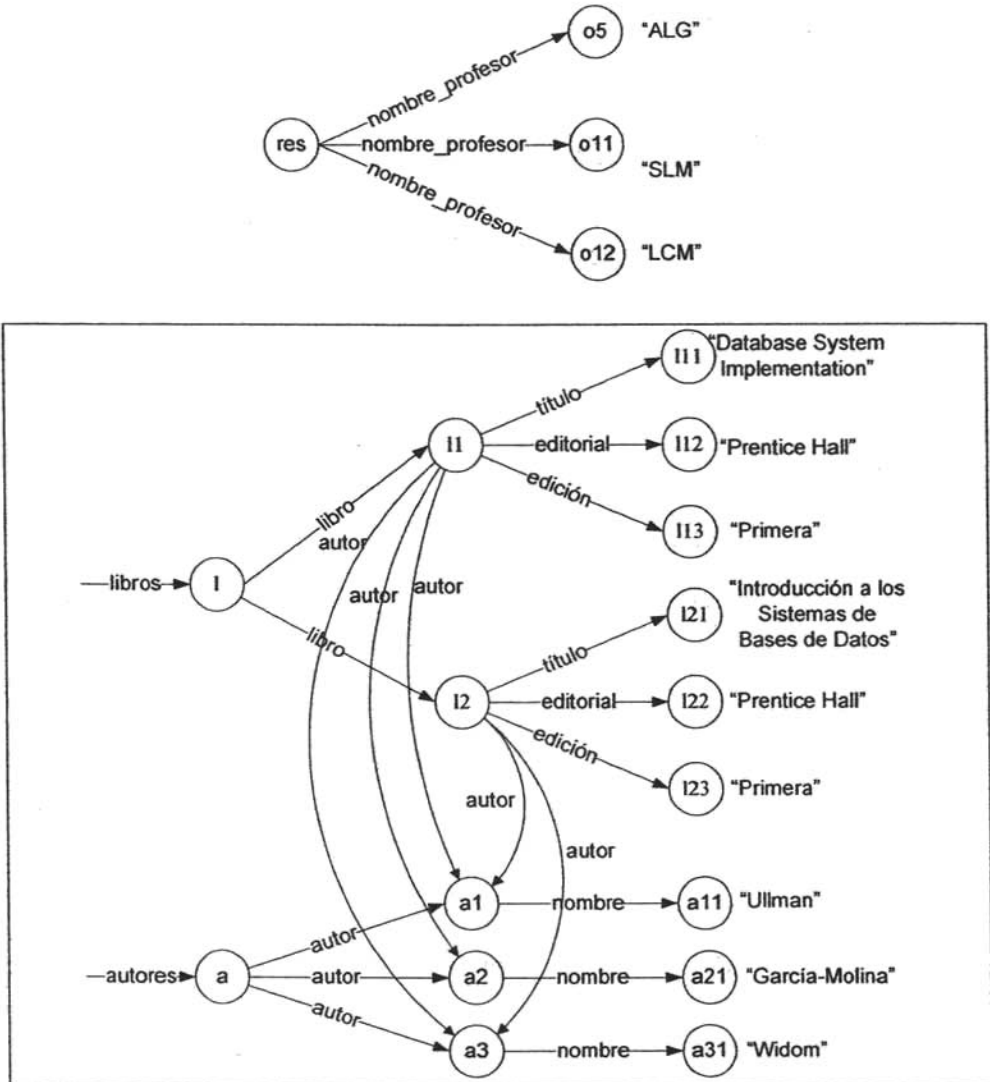 o5 "ALG"
nombre_profesor
res
nombre_profesor
o11
"SLM"
nombre_profesor
o12 "LCM"
l11
"Database System
Implementation"
título
l1
editorial
l12
"Prentice Hall"
edición
libro
l13
"Primera"
autor
libros
l
autor
autor
"Introducción a los
Sistemas de
Bases de Datos"
l21
libro
título
l2
editorial
l22
"Prentice Hall"
edición
l23
"Primera"
autor
autor
a1
nombre
a11
"Ullman"
autor
autores
a
autor
a2
nombre
a21
"García-Molina"
autor
a3
nombre
a31
"Widom"